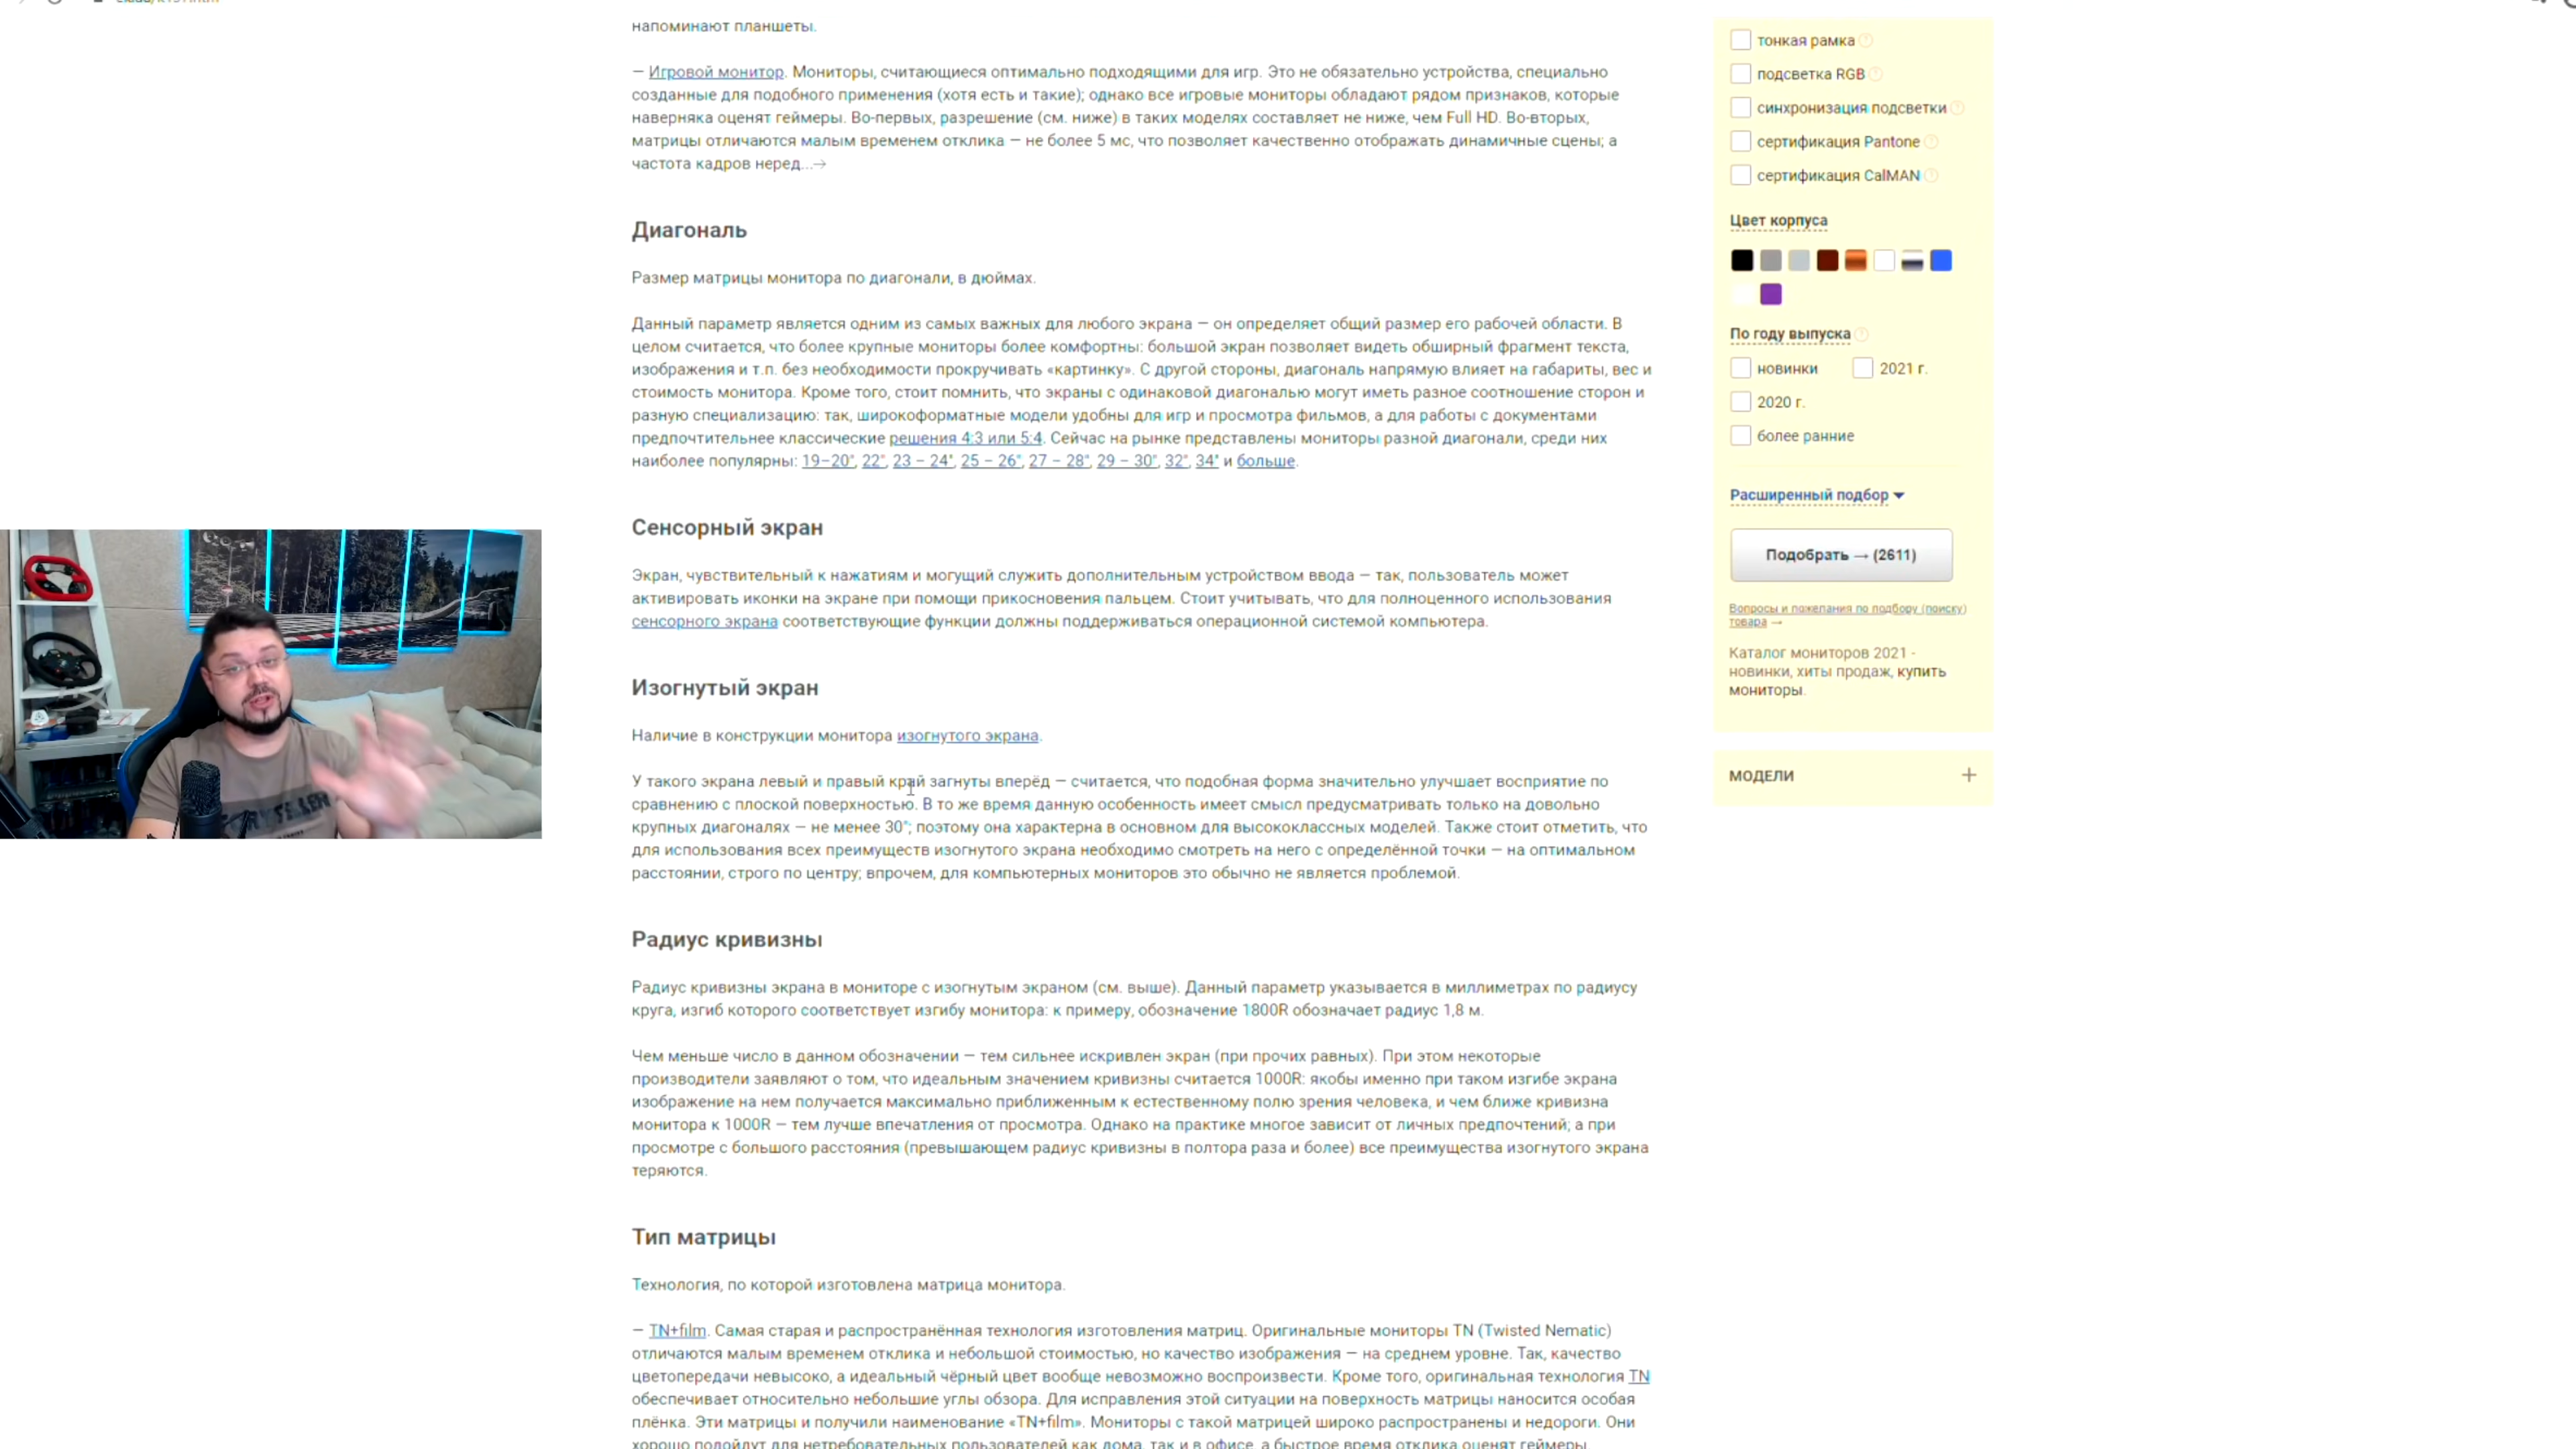 напоминают планшеты.
— Игровой монитор. Мониторы, считающиеся оптимально подходящими для игр. Это не обязательно устройства, специально
созданные для подобного применения (хотя есть и такие); однако все игровые мониторы обладают рядом признаков, которые
наверняка оценят геймеры. Во-первых, разрешение (см. ниже) в таких моделях составляет не ниже, чем Full HD. Во-вторых,
матрицы отличаются малым временем отклика — не более 5 мс, что позволяет качественно отображать динамичные сцены; а
частота кадров неред...→
Диагональ
Размер матрицы монитора по диагонали, в дюймах.
Данный параметр является одним из самых важных для любого экрана — он определяет общий размер его рабочей области. В
целом считается, что более крупные мониторы более комфортны: большой экран позволяет видеть обширный фрагмент текста,
изображения и т.п. без необходимости прокручивать «картинку». С другой стороны, диагональ напрямую влияет на габариты, вес и
стоимость монитора. Кроме того, стоит помнить, что экраны с одинаковой диагональю могут иметь разное соотношение сторон и
разную специализацию: так, широкоформатные модели удобны для игр и просмотра фильмов, а для работы с документами
предпочтительнее классические решения 4:3 или 5:4. Сейчас на рынке представлены мониторы разной диагонали, среди них
наиболее популярны: 19–20", 22", 23 – 24", 25 – 26", 27 – 28", 29 – 30", 32", 34" и больше.
Сенсорный экран
Экран, чувствительный к нажатиям и могущий служить дополнительным устройством ввода — так, пользователь может
активировать иконки на экране при помощи прикосновения пальцем. Стоит учитывать, что для полноценного использования
сенсорного экрана соответствующие функции должны поддерживаться операционной системой компьютера.
Изогнутый экран
Наличие в конструкции монитора изогнутого экрана.
У такого экрана левый и правый край загнуты вперёд — считается, что подобная форма значительно улучшает восприятие по
сравнению с плоской поверхностью. В то же время данную особенность имеет смысл предусматривать только на довольно
крупных диагоналях — не менее 30"; поэтому она характерна в основном для высококлассных моделей. Также стоит отметить, что
для использования всех преимуществ изогнутого экрана необходимо смотреть на него с определённой точки — на оптимальном
расстоянии, строго по центру; впрочем, для компьютерных мониторов это обычно не является проблемой.
Радиус кривизны
Радиус кривизны экрана в мониторе с изогнутым экраном (см. выше). Данный параметр указывается в миллиметрах по радиусу
круга, изгиб которого соответствует изгибу монитора: к примеру, обозначение 1800R обозначает радиус 1,8 м.
Чем меньше число в данном обозначении — тем сильнее искривлен экран (при прочих равных). При этом некоторые
производители заявляют о том, что идеальным значением кривизны считается 1000R: якобы именно при таком изгибе экрана
изображение на нем получается максимально приближенным к естественному полю зрения человека, и чем ближе кривизна
монитора к 1000R — тем лучше впечатления от просмотра. Однако на практике многое зависит от личных предпочтений; а при
просмотре с большого расстояния (превышающем радиус кривизны в полтора раза и более) все преимущества изогнутого экрана
теряются.
Тип матрицы
Технология, по которой изготовлена матрица монитора.
— TN+film. Самая старая и распространённая технология изготовления матриц. Оригинальные мониторы TN (Twisted Nematic)
отличаются малым временем отклика и небольшой стоимостью, но качество изображения — на среднем уровне. Так, качество
цветопередачи невысоко, а идеальный чёрный цвет вообще невозможно воспроизвести. Кроме того, оригинальная технология TN
обеспечивает относительно небольшие углы обзора. Для исправления этой ситуации на поверхность матрицы наносится особая
плёнка. Эти матрицы и получили наименование «TN+film». Мониторы с такой матрицей широко распространены и недороги. Они
хорошо подойдут для нетребовательных пользователей как дома, так и в офисе, а быстрое время отклика оценят геймеры.
тонкая рамка
подсветка RGB
синхронизация подсветки
сертификация Pantone
сертификация CalMAN
Цвет корпуса
По году выпуска
новинки 2021 г.
2020 г.
более ранние
Расширенный подбор
Подобрать → (2611)
Вопросы и пожелания по подбору (поиску)
товара →
Каталог мониторов 2021 -
новинки, хиты продаж, купить
мониторы.
МОДЕЛИ +